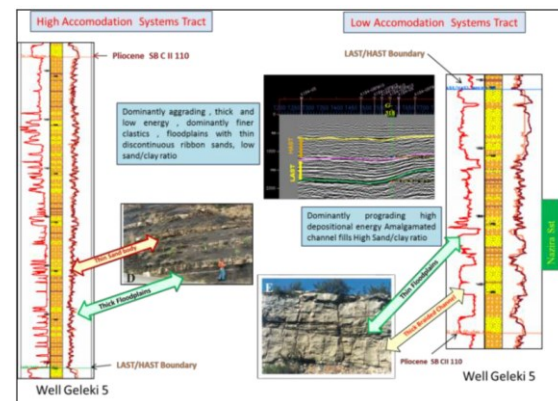 High Accomodation Systems Tract
Low Accomodation Systems Tract
Pliocene SB C II 110
LAST/HAST Boundary
Dominantly aggrading , thick and
low energy , dominantly finer
clastics , floodplains with thin
discontinuous ribbon sands, low
sand/clay ratio
HAST
LAST
Dominantly prograding high
depositional energy Amalgamated
channel fills High Sand/clay ratio
Nazira Sst
Thin Sand body
D
Thick Floodplains
E
Thin Floodplains
Thick Braided Channel
LAST/HAST Boundary
Pliocene SB CII 110
Well Geleki 5
Well Geleki 5